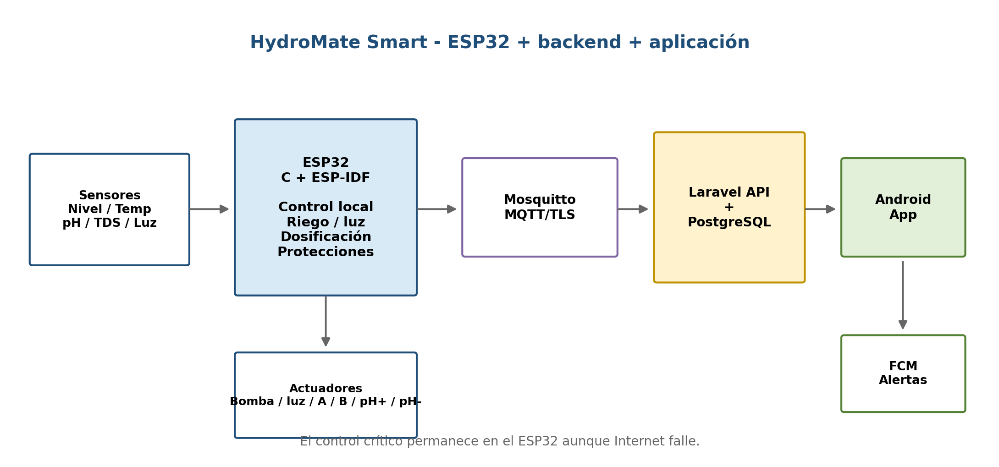 HydroMate Smart - ESP32 + backend + aplicación
Sensores
Nivel / Temp
pH / TDS / Luz
ESP32
C + ESP-IDF
Control local
Riego / luz
Dosificación
Protecciones
Mosquitto
MQTT/TLS
Laravel API
+
PostgreSQL
Android
App
Actuadores
Bomba / luz / A / B / pH+ / pH-
FCM
Alertas
El control crítico permanece en el ESP32 aunque Internet falle.